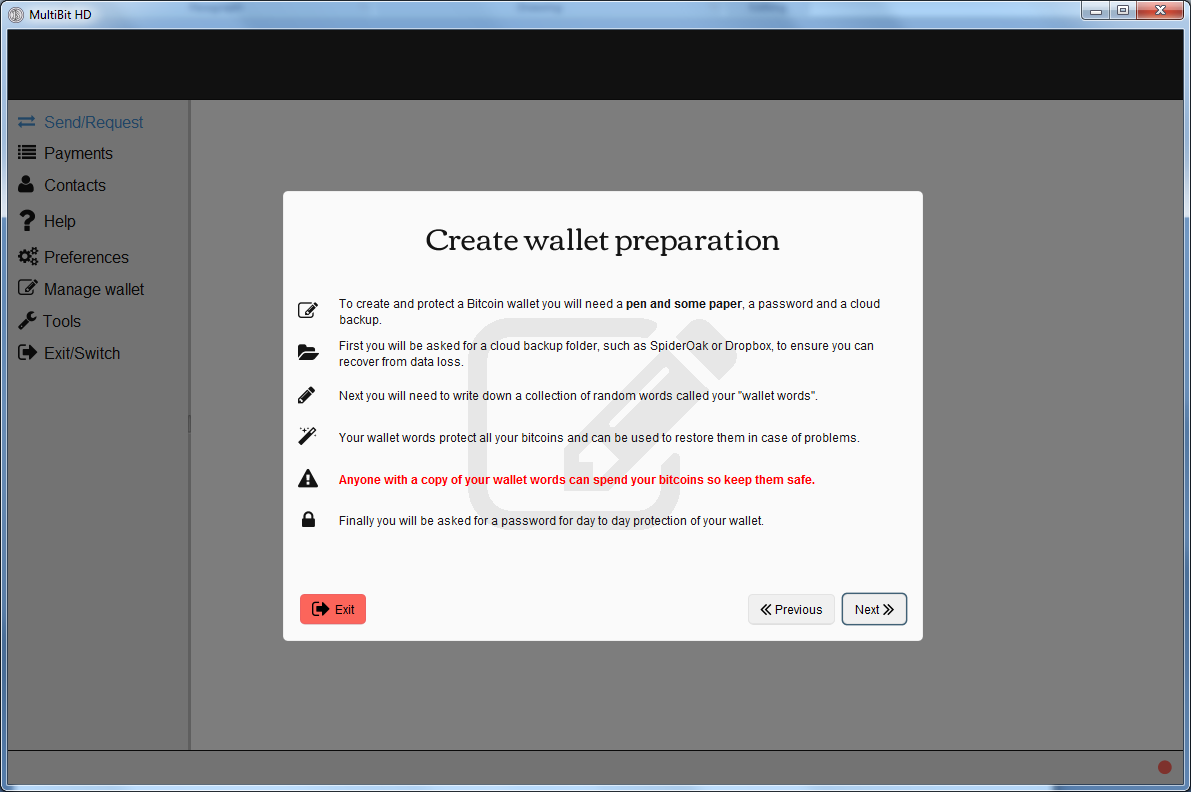 MultiBit HD
Send/Request
Payments
Contacts
Help
Preferences
Manage wallet
Tools
Exit/Switch
Create wallet preparation
To create and protect a Bitcoin wallet you will need a pen and some paper, a password and a cloud
backup.
First you will be asked for a cloud backup folder, such as SpiderOak or Dropbox, to ensure you can
recover from data loss.
Next you will need to write down a collection of random words called your "wallet words".
Your wallet words protect all your bitcoins and can be used to restore them in case of problems.
Anyone with a copy of your wallet words can spend your bitcoins so keep them safe.
Finally you will be asked for a password for day to day protection of your wallet.
Exit
Previous
Next